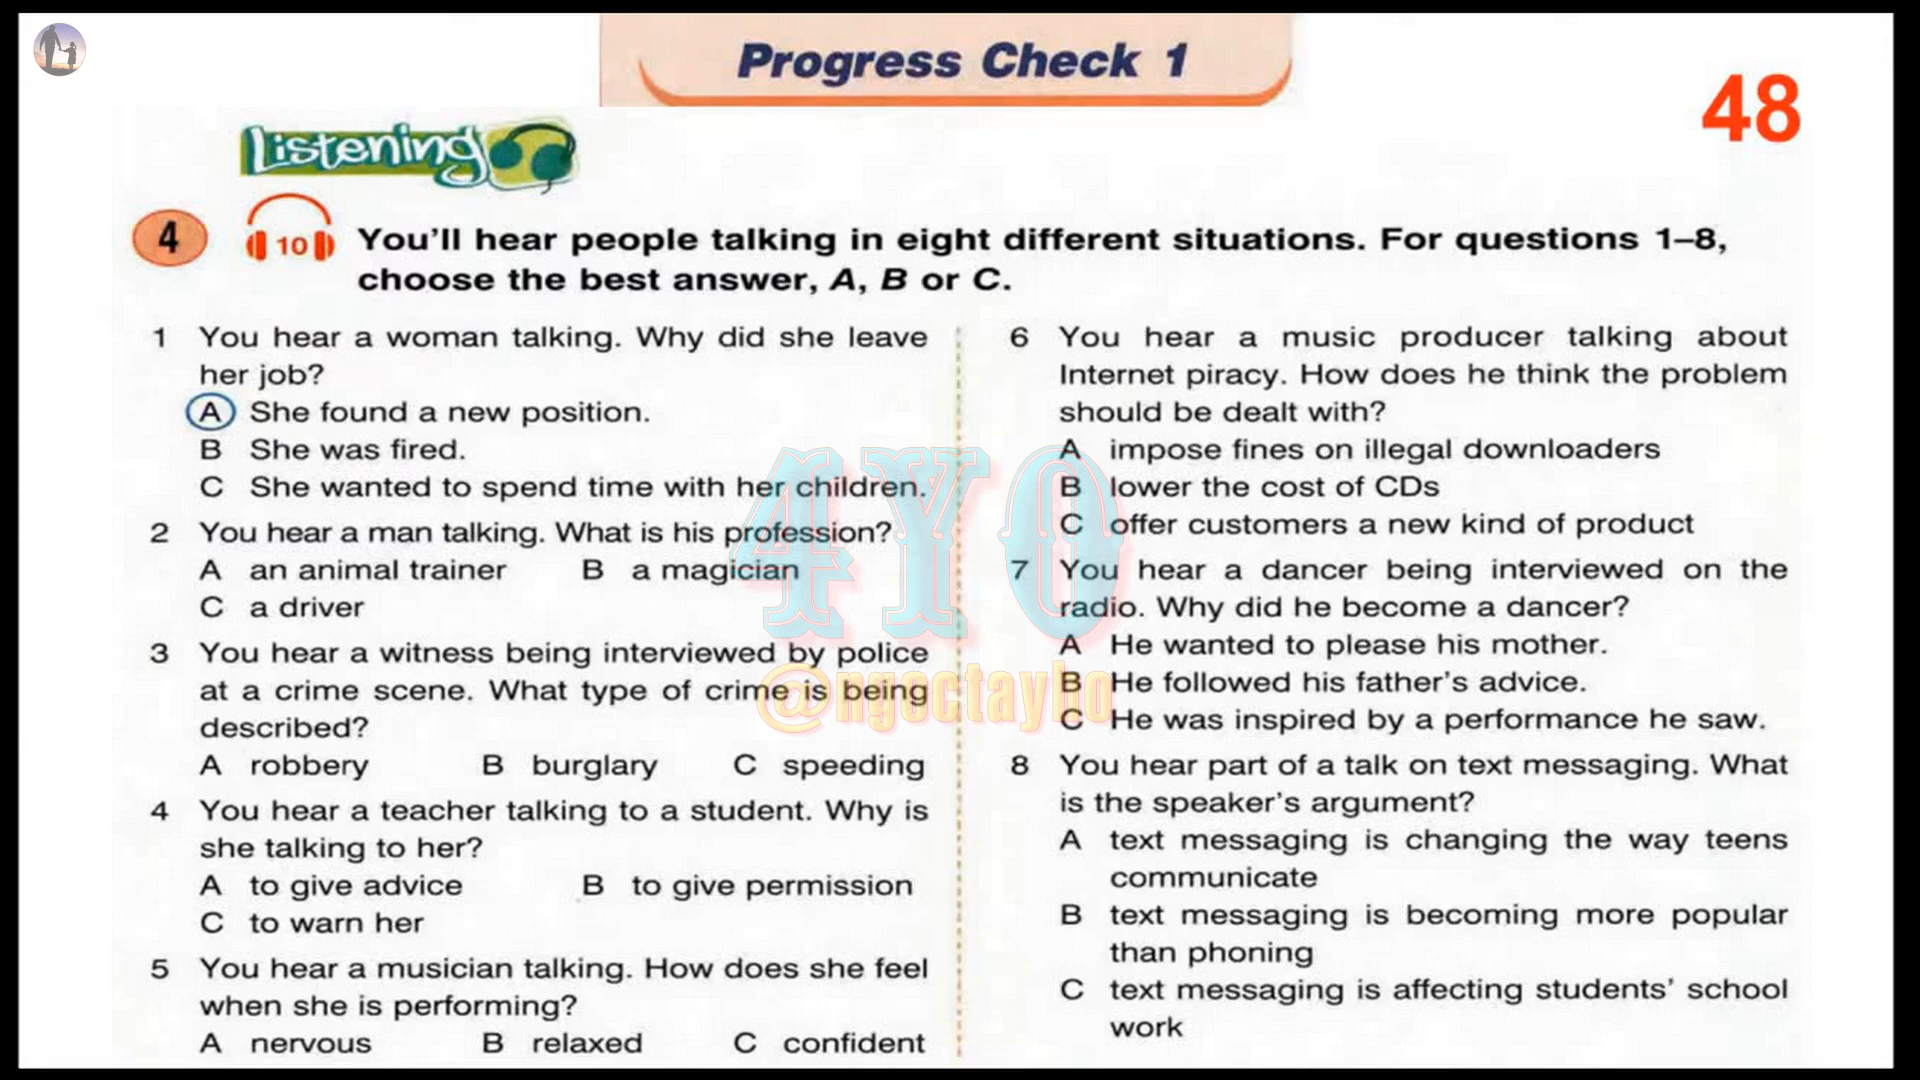 Progress Check 1
48
Listening
4 10 You'll hear people talking in eight different situations. For questions 1–8,
choose the best answer, A, B or C.
1 You hear a woman talking. Why did she leave
her job?
A She found a new position.
B She was fired.
C She wanted to spend time with her children.
2 You hear a man talking. What is his profession?
A an animal trainer B a magician
C a driver
3 You hear a witness being interviewed by police
at a crime scene. What type of crime is being
described?
A robbery B burglary C speeding
4 You hear a teacher talking to a student. Why is
she talking to her?
A to give advice B to give permission
C to warn her
5 You hear a musician talking. How does she feel
when she is performing?
A nervous B relaxed C confident
6 You hear a music producer talking about
Internet piracy. How does he think the problem
should be dealt with?
A impose fines on illegal downloaders
B lower the cost of CDs
C offer customers a new kind of product
7 You hear a dancer being interviewed on the
radio. Why did he become a dancer?
A He wanted to please his mother.
B He followed his father's advice.
C He was inspired by a performance he saw.
8 You hear part of a talk on text messaging. What
is the speaker's argument?
A text messaging is changing the way teens
communicate
B text messaging is becoming more popular
than phoning
C text messaging is affecting students' school
work
4YO
@ngoctaylo